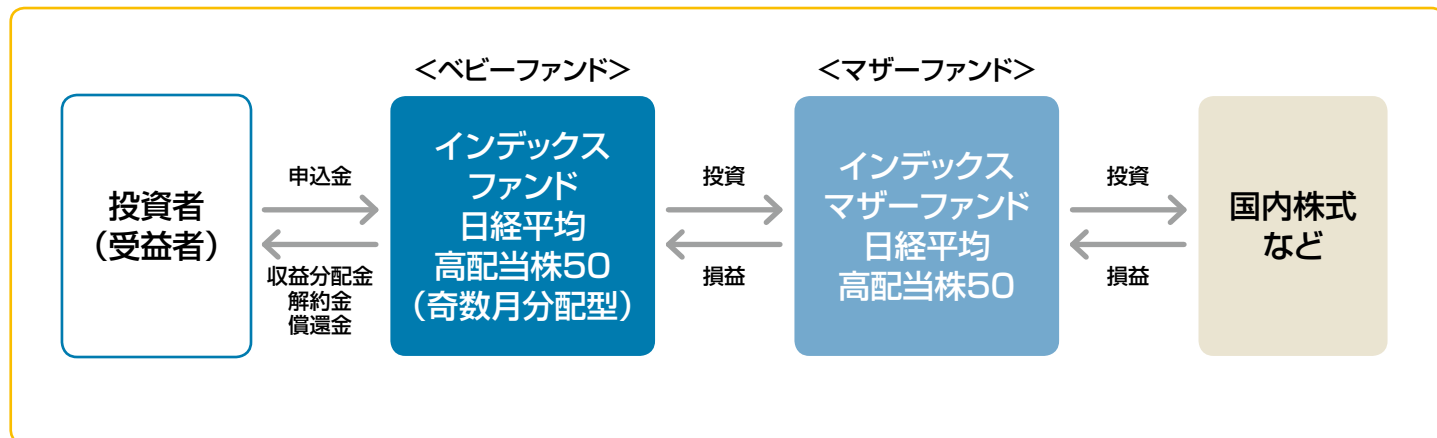 <ベビーファンド>
<マザーファンド>
投資者
（受益者）
申込金
収益分配金
解約金
償還金
インデックス
ファンド
日経平均
高配当株50
（奇数月分配型）
投資
損益
インデックス
マザーファンド
日経平均
高配当株50
投資
損益
国内株式
など